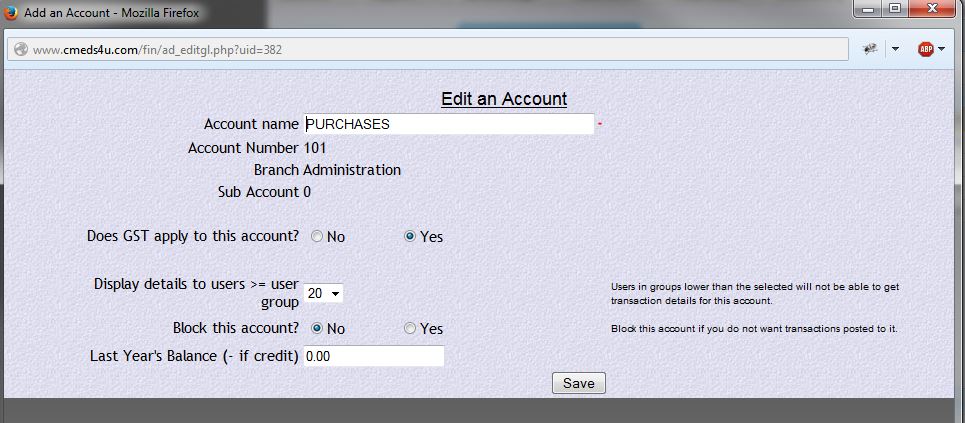 Add an Account - Mozilla Firefox
www.cmeds4u.com/fin/ad_editgl.php?uid=382
ABP
Edit an Account
Account name PURCHASES -
Account Number 101
Branch Administration
Sub Account 0
Does GST apply to this account? No Yes
Display details to users >= user
group
20
Users in groups lower than the selected will not be able to get
transaction details for this account.
Block this account? No Yes
Block this account if you do not want transactions posted to it.
Last Year's Balance (- if credit) 0.00
Save